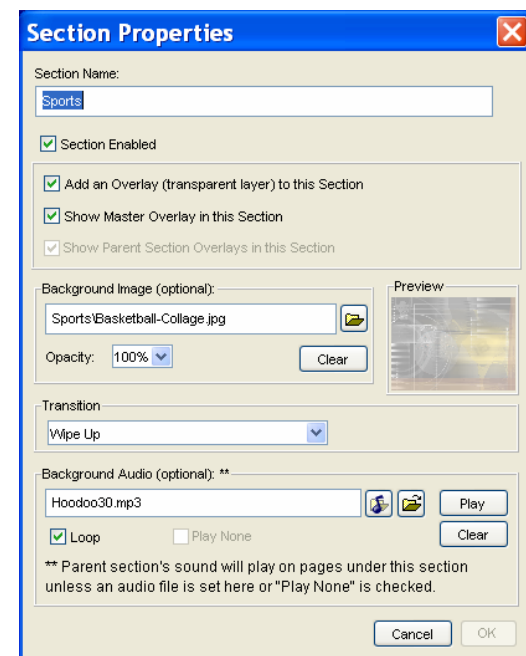 Section Properties
Section Name:
Sports
Section Enabled
Add an Overlay (transparent layer) to this Section
Show Master Overlay in this Section
Show Parent Section Overlays in this Section
Background Image (optional):
Preview
Sports\Basketball-Collage.jpg
Opacity: 100% Clear
Transition
Wipe Up
Background Audio (optional): **
Hoodoo30.mp3 Play
Loop Play None Clear
** Parent section's sound will play on pages under this section
unless an audio file is set here or "Play None" is checked.
Cancel OK